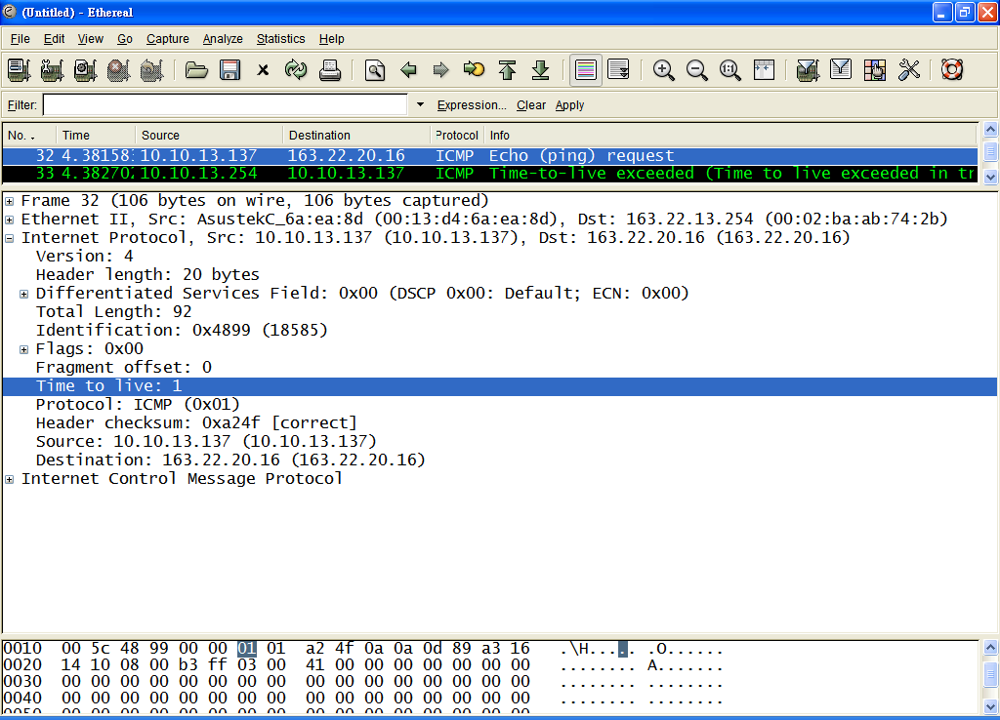 (Untitled) - Ethereal
File Edit View Go Capture Analyze Statistics Help
Filter: Expression... Clear Apply
No. . Time Source Destination Protocol Info
32 4.38158 10.10.13.137 163.22.20.16 ICMP Echo (ping) request
33 4.38270 10.10.13.254 10.10.13.137 ICMP Time-to-live exceeded (Time to live exceeded in tr
Frame 32 (106 bytes on wire, 106 bytes captured)
Ethernet II, Src: AsustekC_6a:ea:8d (00:13:d4:6a:ea:8d), Dst: 163.22.13.254 (00:02:ba:ab:74:2b)
Internet Protocol, Src: 10.10.13.137 (10.10.13.137), Dst: 163.22.20.16 (163.22.20.16)
Version: 4
Header length: 20 bytes
Differentiated Services Field: 0x00 (DSCP 0x00: Default; ECN: 0x00)
Total Length: 92
Identification: 0x4899 (18585)
Flags: 0x00
Fragment offset: 0
Time to live: 1
Protocol: ICMP (0x01)
Header checksum: 0xa24f [correct]
Source: 10.10.13.137 (10.10.13.137)
Destination: 163.22.20.16 (163.22.20.16)
Internet Control Message Protocol
0010 00 5c 48 99 00 00 01 01 a2 4f 0a 0a 0d 89 a3 16 .\H..... .O......
0020 14 10 08 00 b3 ff 03 00 41 00 00 00 00 00 00 00 ........ A.......
0030 00 00 00 00 00 00 00 00 00 00 00 00 00 00 00 00 ........ ........
0040 00 00 00 00 00 00 00 00 00 00 00 00 00 00 00 00 ........ ........